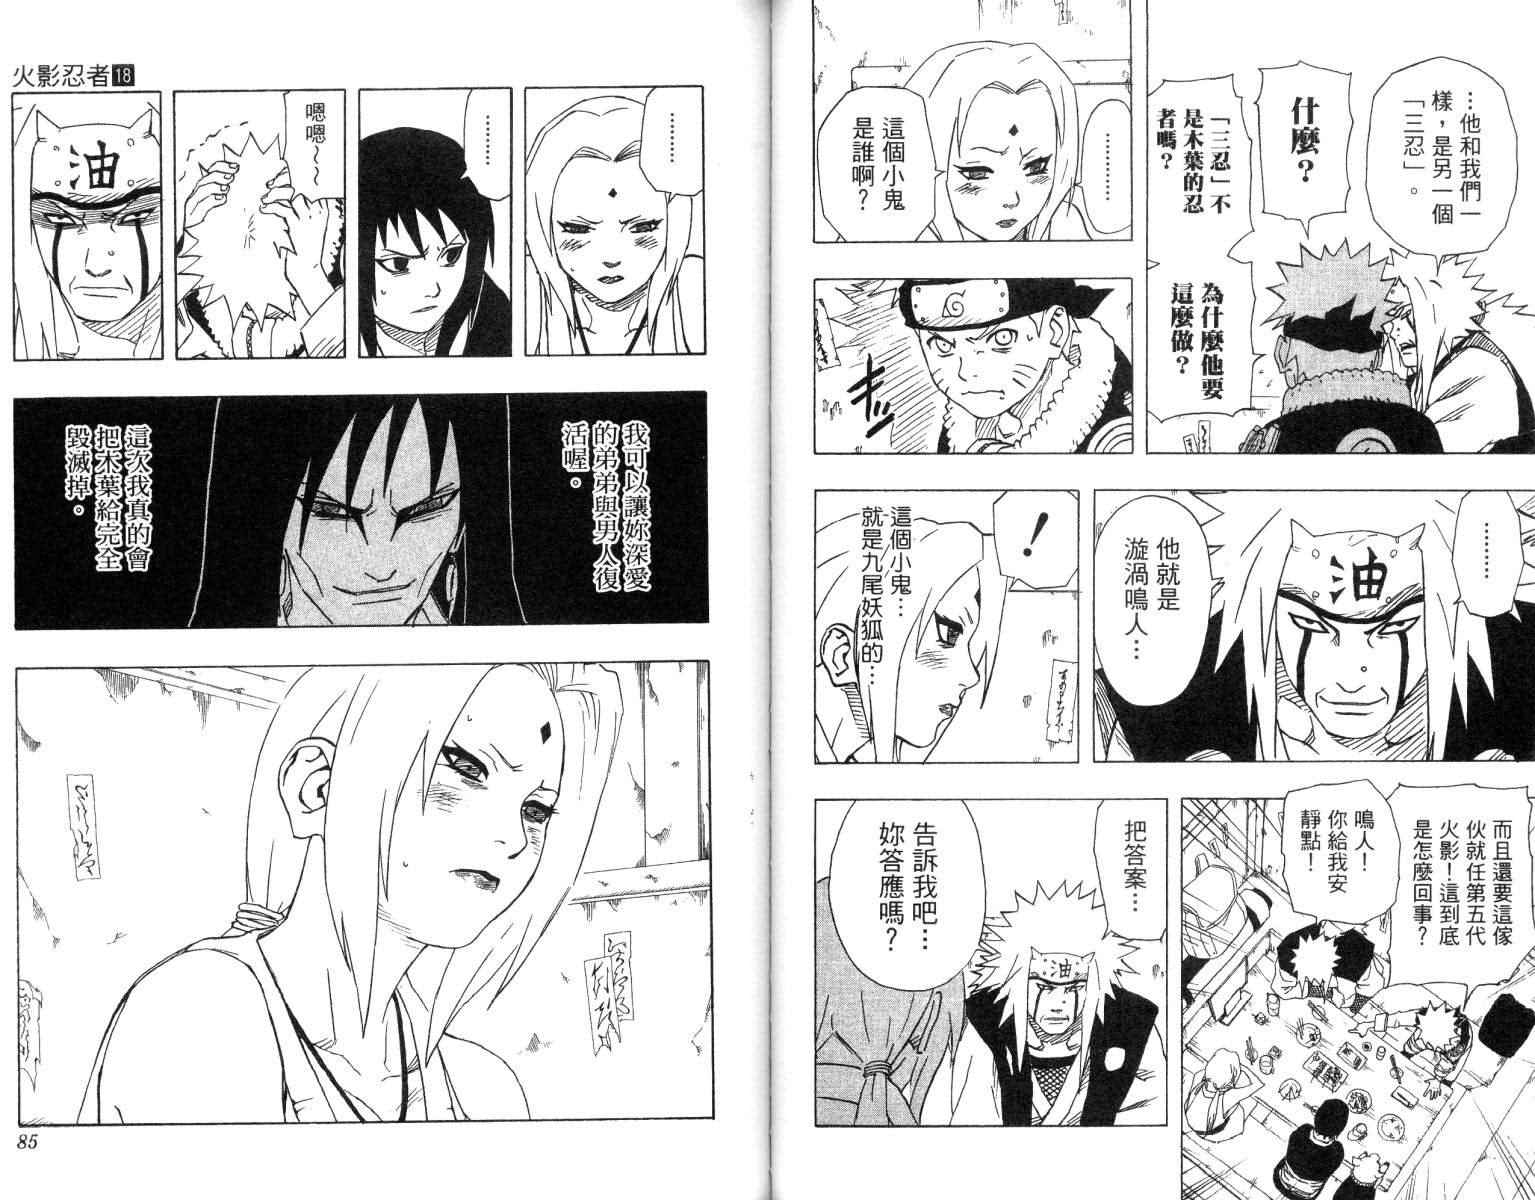 …他和我們一
樣，是另一個
「三忍」。
什麼？
「三忍」不
是木葉的忍
者嗎？
為什麼他要
這麼做？
…………
這個小鬼
是誰啊？
…………
他就是
漩渦鳴人…
油
！
這個小鬼…
就是九尾妖狐的…
而且還要這傢
伙就任第五代
火影！這到底
是怎麼回事？
鳴人！
你給我安
靜點！
把答案…
告訴我吧…
妳答應嗎？
油
火影忍者18
…………
…………
嗯嗯～
油
我可以讓妳深愛
的弟弟與男人復
活喔。
這次我真的會
把木葉給完全
毀滅掉。
85